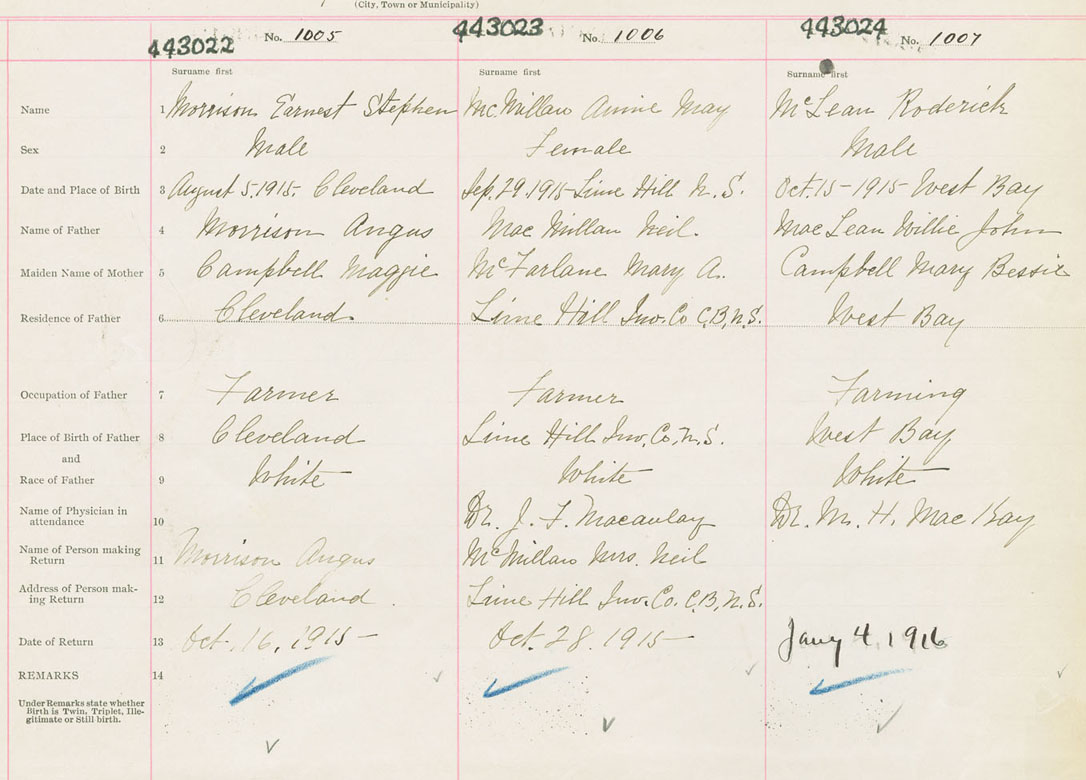 (City, Town or Municipality)
443022 No. 1005 443023 No. 1006 443024 No. 1007
Surname first Surname first Surname first
Name 1 Morrison Earnest Stephen McMillan Annie May McLean Roderick
Sex 2 Male Female Male
Date and Place of Birth 3 August 5.1915- Cleveland Sep. 29.1915-Lime Hill N.S. Oct.15-1915- West Bay
Name of Father 4 Morrison Angus MacMillan Neil. MacLean Willie John
Maiden Name of Mother 5 Campbell Maggie McFarlane Mary A. Campbell Mary Bessie
Residence of Father 6 Cleveland. Lime Hill Inv. Co C.B, N.S. West Bay
Occupation of Father 7 Farmer Farmer Farming
Place of Birth of Father 8 Cleveland Lime Hill Inv. Co. N.S. West Bay
and
Race of Father 9 White White White
Name of Physician in
attendance 10 Dr. J. F. Macaulay Dr. M. H. MacKay
Name of Person making
Return 11 Morrison Angus McMillan Mrs. Neil
Address of Person mak-
ing Return 12 Cleveland. Lime Hill Inv. Co. C.B, N.S.
Date of Return 13 Oct. 16, 1915- Oct. 28. 1915- Jany 4, 1916
REMARKS 14
Under Remarks state whether
Birth is Twin, Triplet, Ille-
gitimate or Still birth.